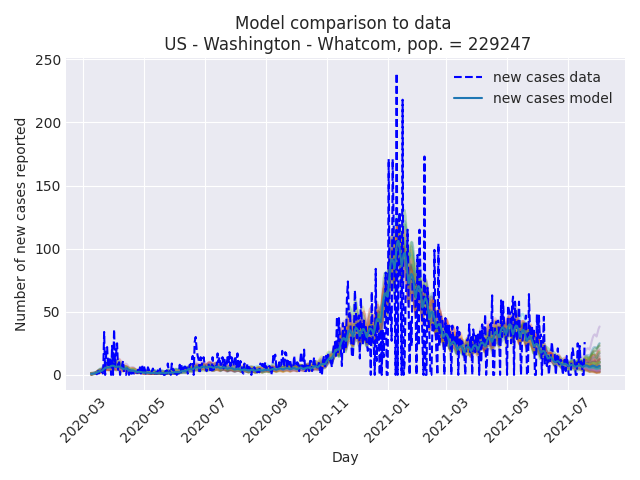 Model comparison to data
US - Washington - Whatcom, pop. = 229247
new cases data
new cases model
Number of new cases reported
250
200
150
100
50
0
2020-03
2020-05
2020-07
2020-09
2020-11
2021-01
2021-03
2021-05
2021-07
Day